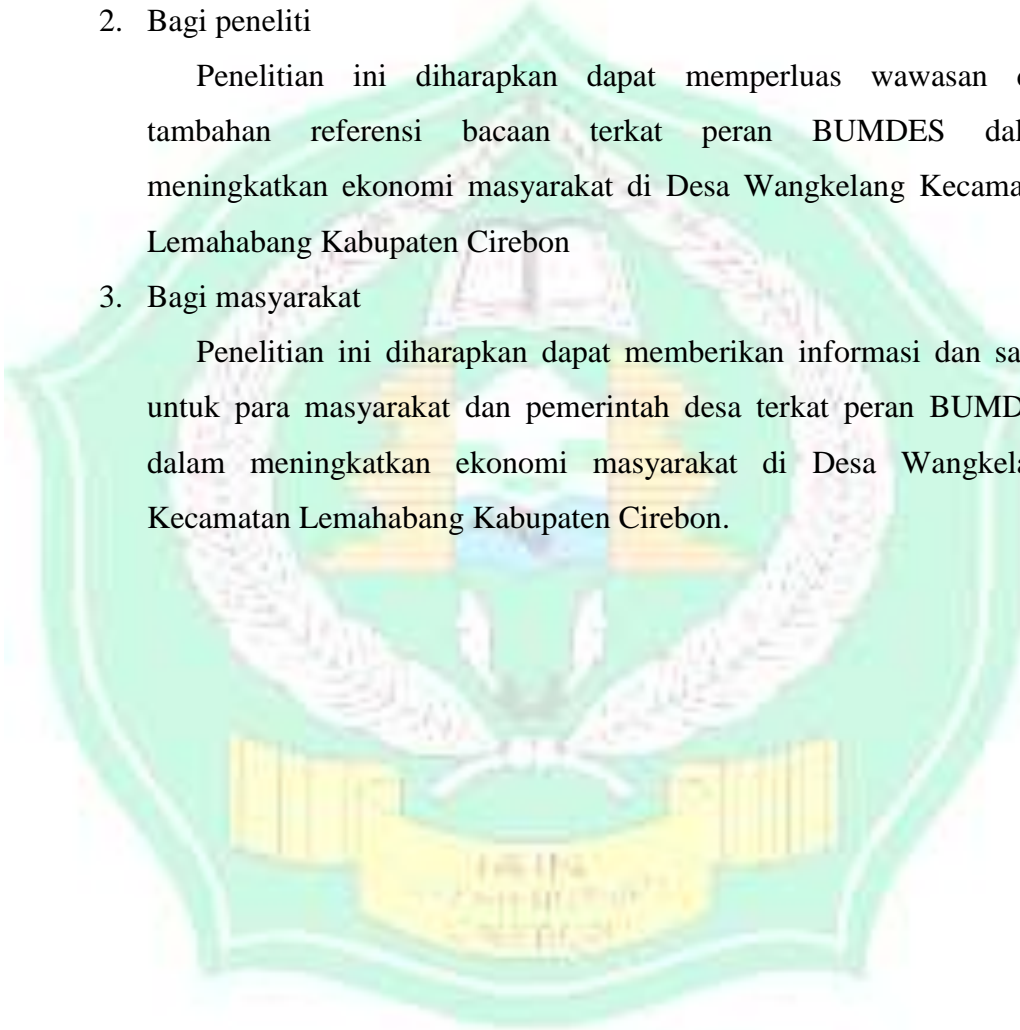 2. Bagi peneliti
Penelitian ini diharapkan dapat memperluas wawasan
tambahan referensi bacaan terkat peran BUMDES
meningkatkan ekonomi masyarakat di Desa Wangkelang
Lemahabang Kabupaten Cirebon
3. Bagi masyarakat
Penelitian ini diharapkan dapat memberikan informasi dan
untuk para masyarakat dan pemerintah desa terkat peran
dalam meningkatkan ekonomi masyarakat di Desa
Kecamatan Lemahabang Kabupaten Cirebon.